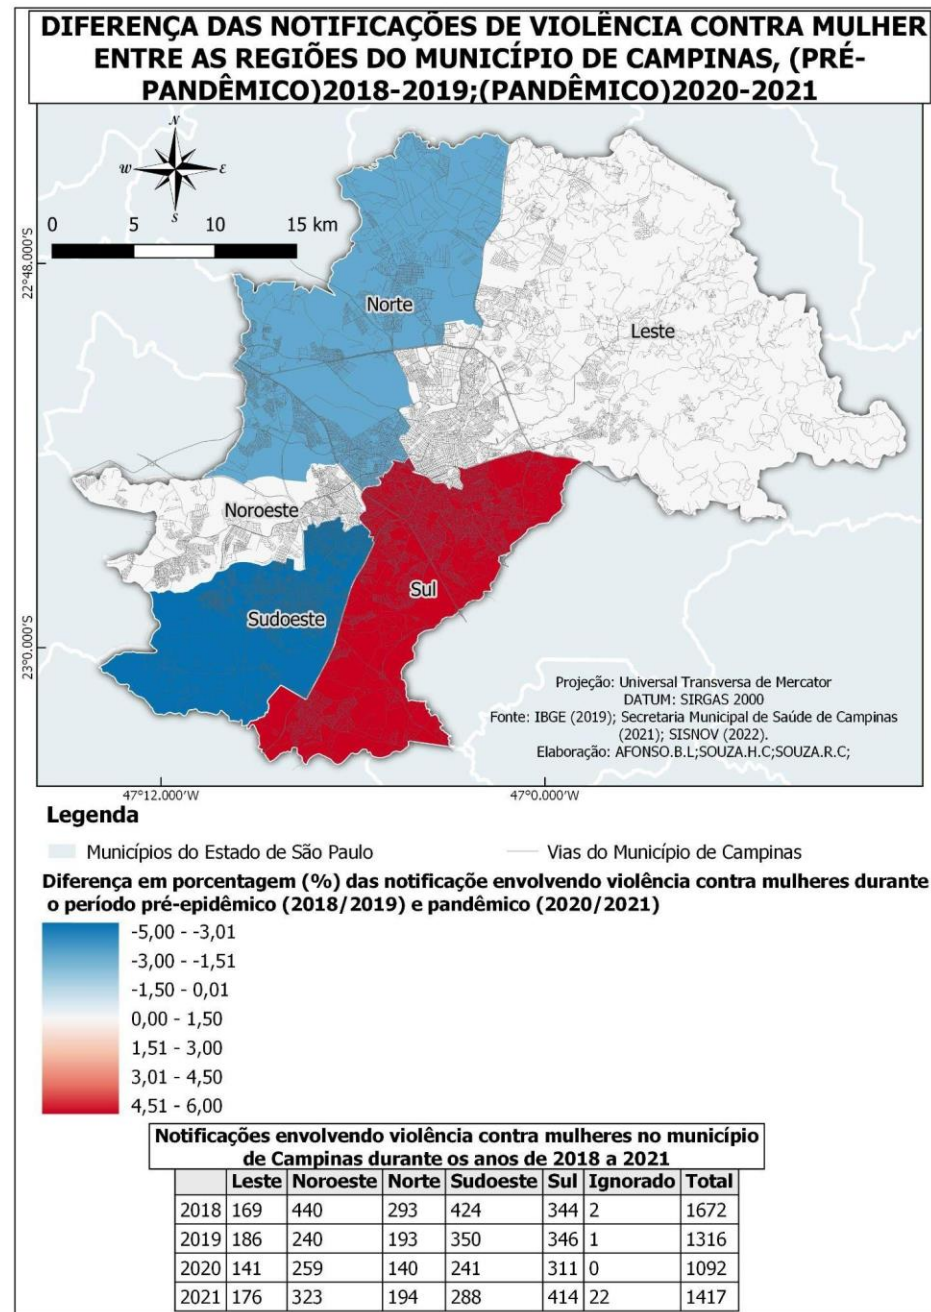 DIFERENÇA DAS NOTIFICAÇÕES DE VIOLÊNCIA CONTRA MULHER
ENTRE AS REGIÕES DO MUNICÍPIO DE CAMPINAS, (PRÉ-
PANDÊMICO)2018-2019;(PANDÊMICO)2020-2021
N
W E
S
0 5 10 15 km
22°48.000'S
Norte
Leste
Noroeste
Sul
Sudoeste
23°0.000'S
Projeção: Universal Transversa de Mercator
DATUM: SIRGAS 2000
Fonte: IBGE (2019); Secretaria Municipal de Saúde de Campinas
(2021); SISNOV (2022).
Elaboração: AFONSO.B.L;SOUZA.H.C;SOUZA.R.C;
47°12.000'W 47°0.000'W
Legenda
Municípios do Estado de São Paulo Vias do Município de Campinas
Diferença em porcentagem (%) das notificaçõe envolvendo violência contra mulheres durante
o período pré-epidêmico (2018/2019) e pandêmico (2020/2021)
-5,00 - -3,01
-3,00 - -1,51
-1,50 - 0,01
0,00 - 1,50
1,51 - 3,00
3,01 - 4,50
4,51 - 6,00
Notificações envolvendo violência contra mulheres no município
de Campinas durante os anos de 2018 a 2021
Leste Noroeste Norte Sudoeste Sul Ignorado Total
2018 169 440 293 424 344 2 1672
2019 186 240 193 350 346 1 1316
2020 141 259 140 241 311 0 1092
2021 176 323 194 288 414 22 1417